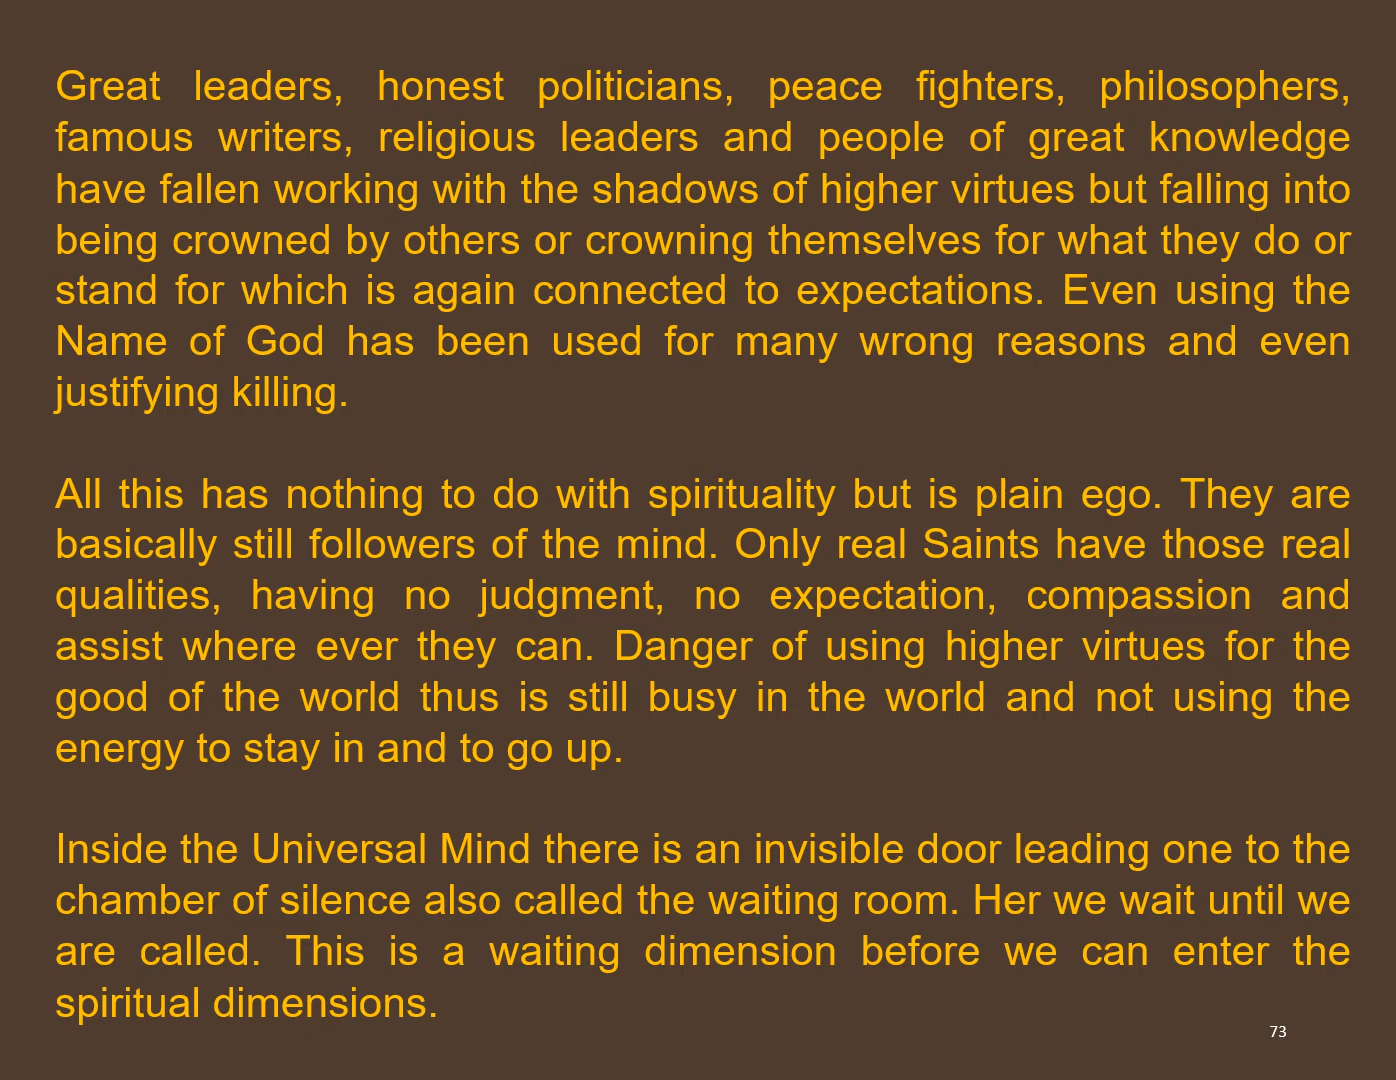 Great leaders, honest politicians, peace fighters, philosophers,
famous writers, religious leaders and people of great knowledge
have fallen working with the shadows of higher virtues but falling into
being crowned by others or crowning themselves for what they do or
stand for which is again connected to expectations. Even using the
Name of God has been used for many wrong reasons and even
justifying killing.
All this has nothing to do with spirituality but is plain ego. They are
basically still followers of the mind. Only real Saints have those real
qualities, having no judgment, no expectation, compassion and
assist where ever they can. Danger of using higher virtues for the
good of the world thus is still busy in the world and not using the
energy to stay in and to go up.
Inside the Universal Mind there is an invisible door leading one to the
chamber of silence also called the waiting room. Her we wait until we
are called. This is a waiting dimension before we can enter the
spiritual dimensions.
73